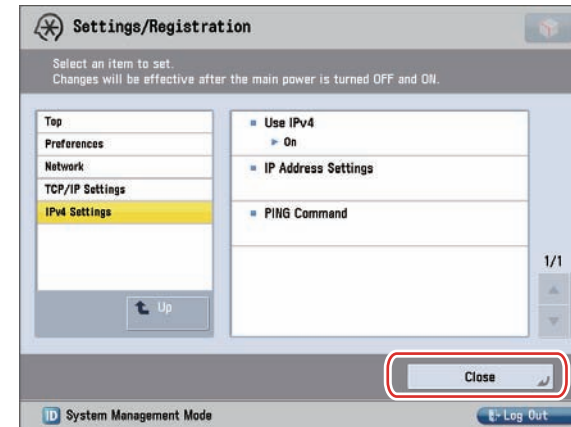 Settings/Registration
Select an item to set.
Changes will be effective after the main power is turned OFF and ON.
Top
Preferences
Network
TCP/IP Settings
IPv4 Settings
Up
Use IPv4
On
IP Address Settings
PING Command
1/1
Close
ID System Management Mode
Log Out